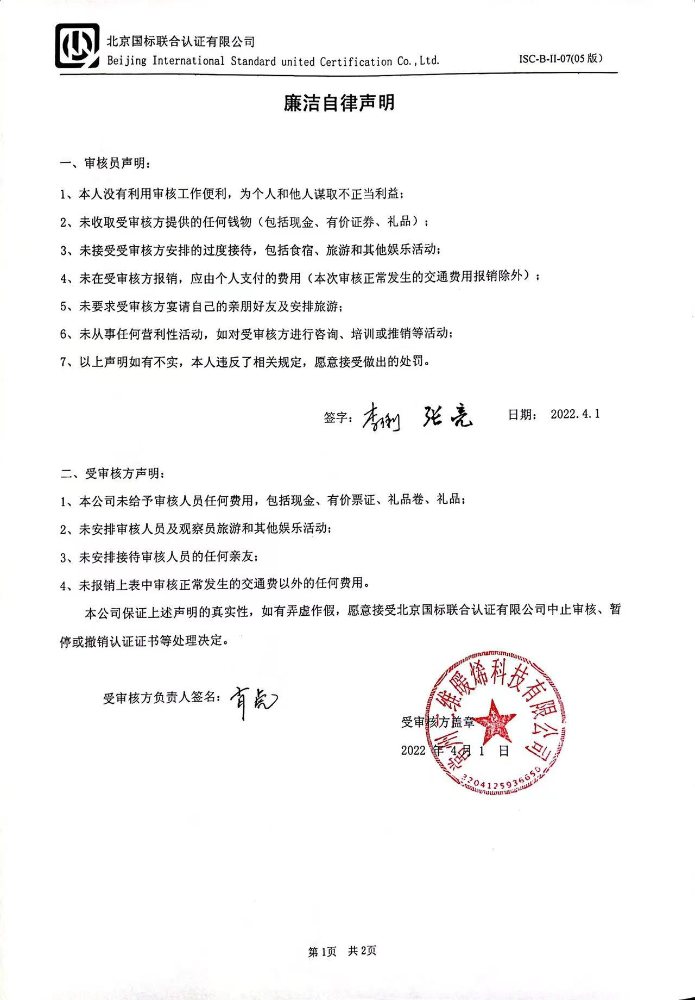 北京国标联合认证有限公司
Beijing International Standard united Certification Co.,Ltd.
ISC-B-II-07(05 版)
廉洁自律声明
一、审核员声明：
1、本人没有利用审核工作便利，为个人和他人谋取不正当利益；
2、未收取受审核方提供的任何钱物（包括现金、有价证券、礼品）；
3、未接受受审核方安排的过度接待，包括食宿、旅游和其他娱乐活动；
4、未在受审核方报销，应由个人支付的费用（本次审核正常发生的交通费用报销除外）；
5、未要求受审核方宴请自己的亲朋好友及安排旅游；
6、未从事任何营利性活动，如对受审核方进行咨询、培训或推销等活动；
7、以上声明如有不实，本人违反了相关规定，愿意接受做出的处罚。
签字： 李俐 张亮 日期： 2022.4.1
二、受审核方声明：
1、本公司未给予审核人员任何费用，包括现金、有价票证、礼品卷、礼品；
2、未安排审核人员及观察员旅游和其他娱乐活动；
3、未安排接待审核人员的任何亲友；
4、未报销上表中审核正常发生的交通费以外的任何费用。
本公司保证上述声明的真实性，如有弄虚作假，愿意接受北京国标联合认证有限公司中止审核、暂
停或撤销认证证书等处理决定。
受审核方负责人签名： 肖虎
受审核方盖章
2022 年 4月 1 日
常州二维暖烯科技有限公司
3204125936650
第1页 共2页